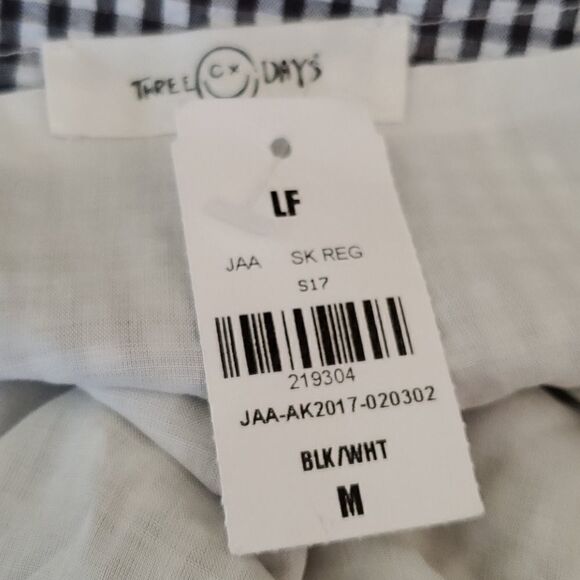 THREE DAYS
LF
JAA SK REG
S17
219304
JAA-AK2017-020302
BLK/WHT
M